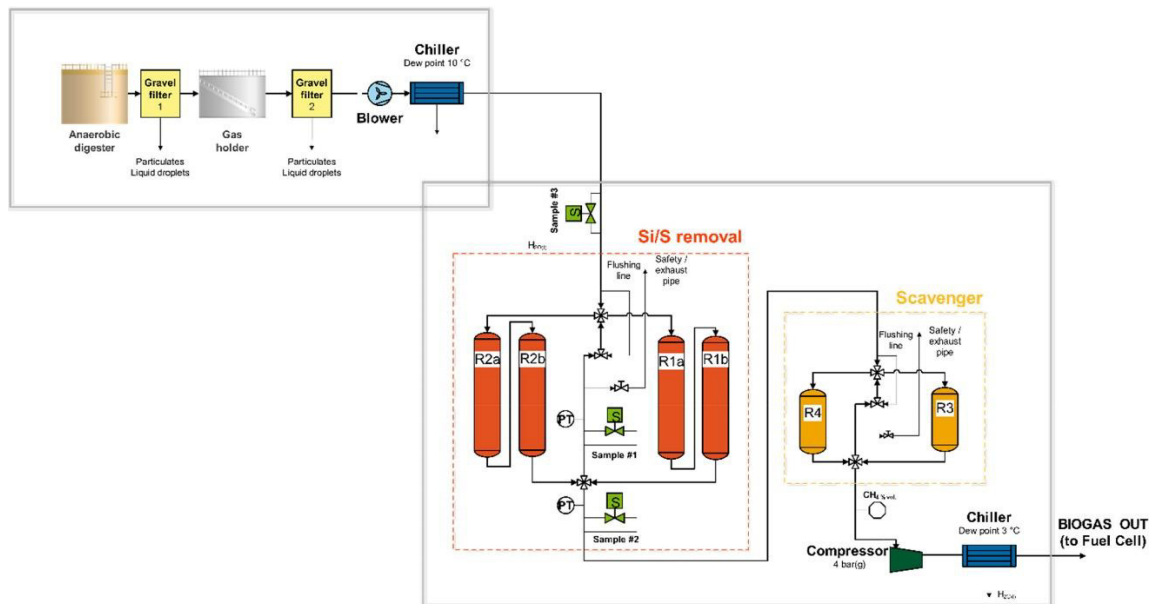 Chiller
Dew point 10 °C
Gravel
filter
1
Gravel
filter
2
Blower
Anaerobic
digester
Gas
holder
Particulates
Liquid droplets
Particulates
Liquid droplets
Sample #3
S
Si/S removal
Flushing
line
Safety /
exhaust
pipe
Scavenger
Flushing
line
Safety /
exhaust
pipe
R2a
R2b
R1a
R1b
R4
R3
PT
S
Sample #1
PT
S
Sample #2
CH4 %vol.
Chiller
Dew point 3 °C
Compressor
4 bar(g)
BIOGAS OUT
(to Fuel Cell)